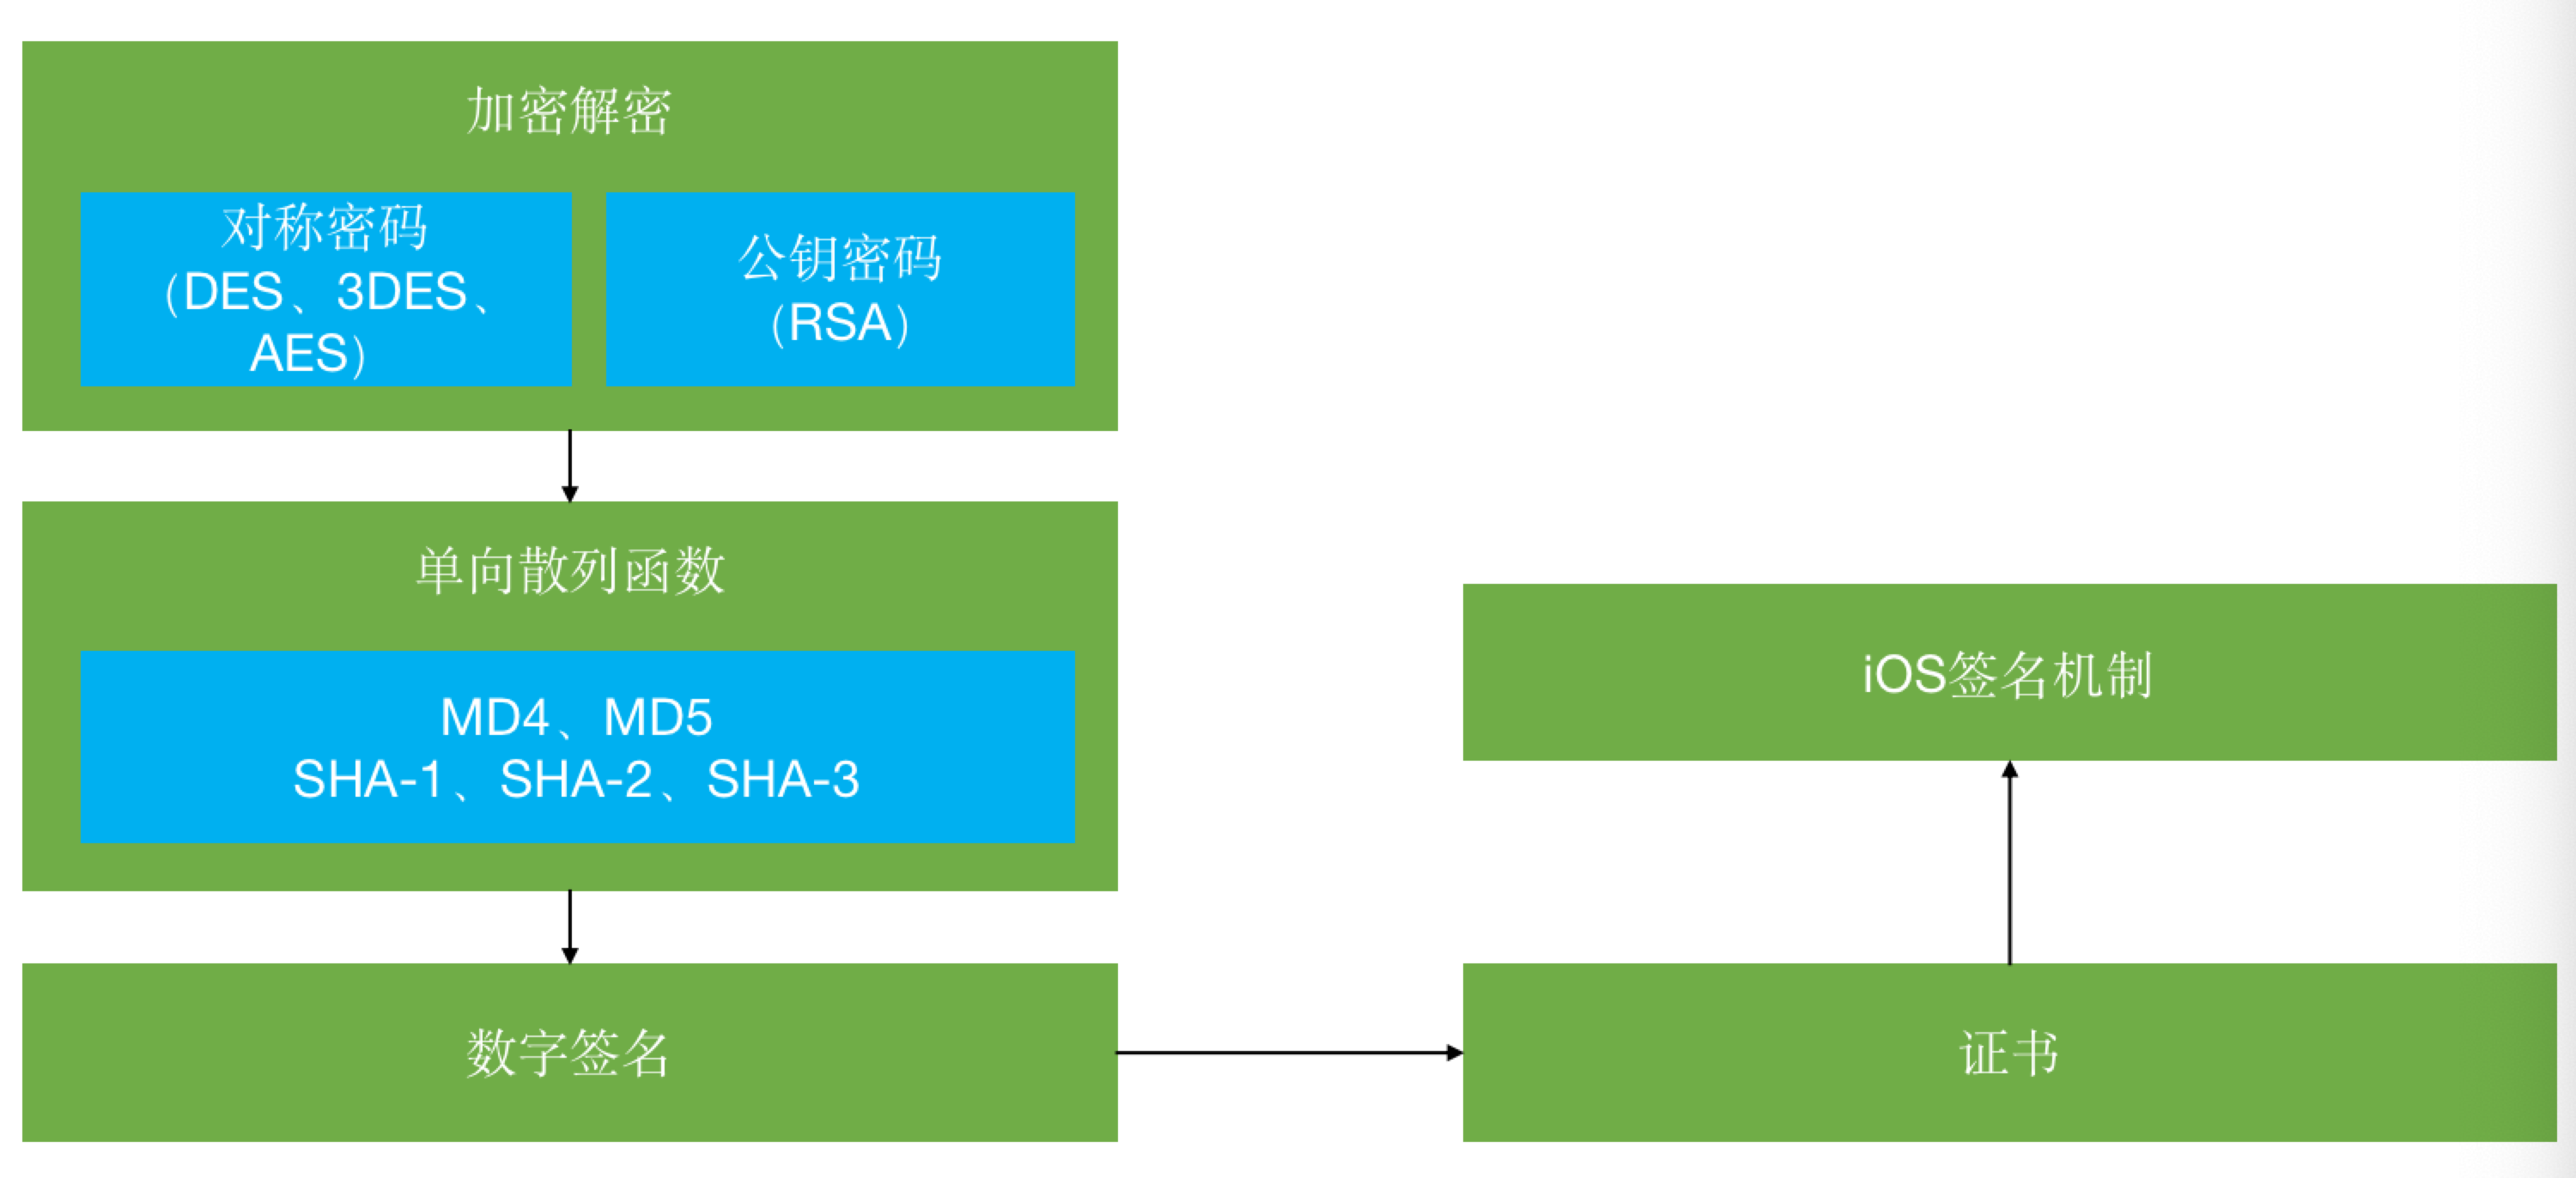 加密解密
对称密码
（DES、3DES、
AES）
公钥密码
（RSA）
单向散列函数
MD4、MD5
SHA-1、SHA-2、SHA-3
数字签名
证书
iOS签名机制